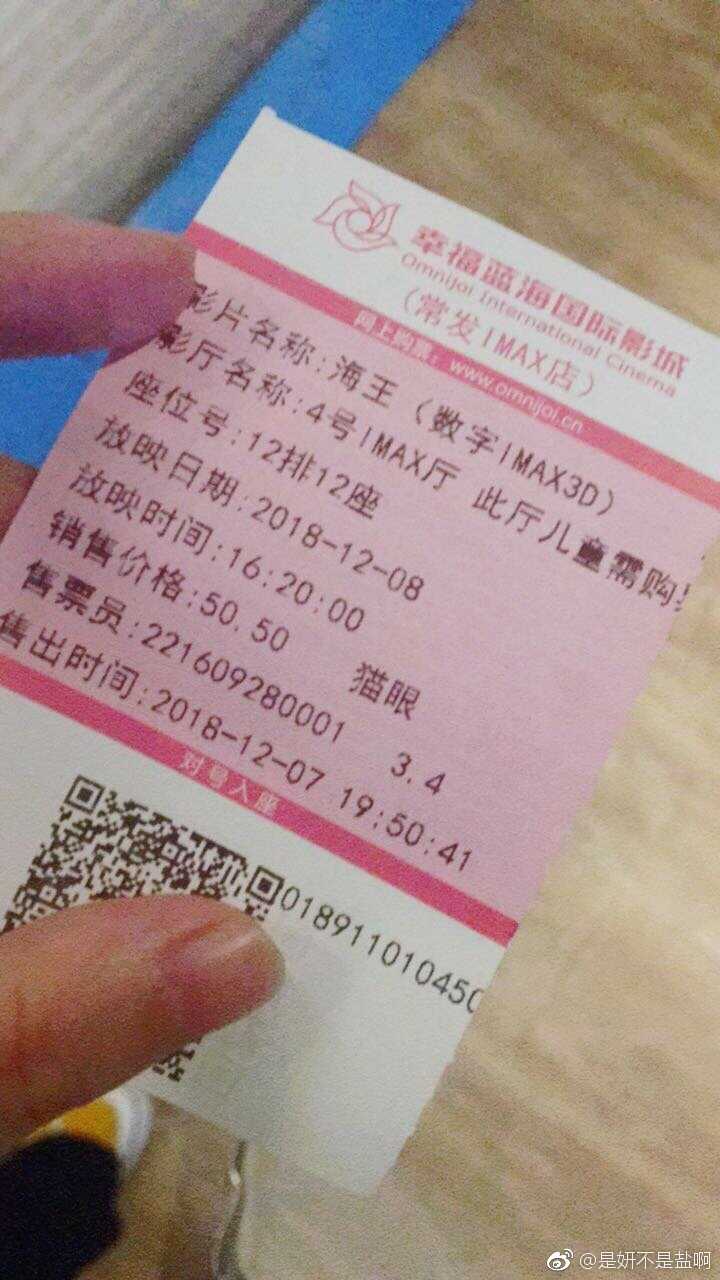 幸福蓝海国际影城
Omnijoi International Cinema
（常发IMAX店）
网上购票：www.omnijoi.cn
影片名称:海王（数字IMAX3D）
影厅名称:4号IMAX厅 此厅儿童需购
座位号:12排12座
放映日期:2018-12-08
放映时间:16:20:00
销售价格:50.50 猫眼
售票员:221609280001 3.4
售出时间:2018-12-07 19:50:41
对号入座
018911010450
@是妍不是盐啊